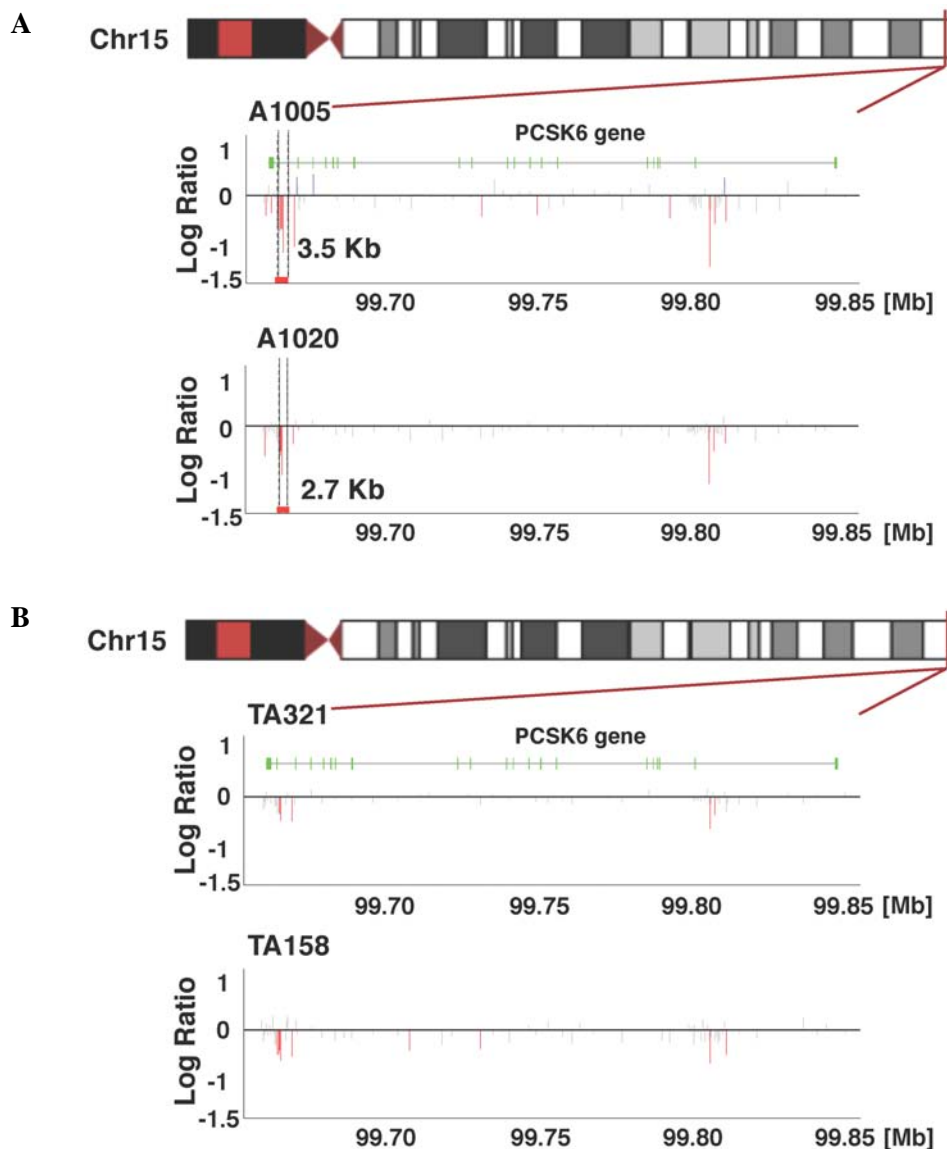 A
Chr15
A1005
PCSK6 gene
Log Ratio
1
0
-1
-1.5
3.5 Kb
99.70 99.75 99.80 99.85 [Mb]
A1020
Log Ratio
1
0
-1
-1.5
2.7 Kb
99.70 99.75 99.80 99.85 [Mb]
B
Chr15
TA321
PCSK6 gene
Log Ratio
1
0
-1
-1.5
99.70 99.75 99.80 99.85 [Mb]
TA158
Log Ratio
1
0
-1
-1.5
99.70 99.75 99.80 99.85 [Mb]